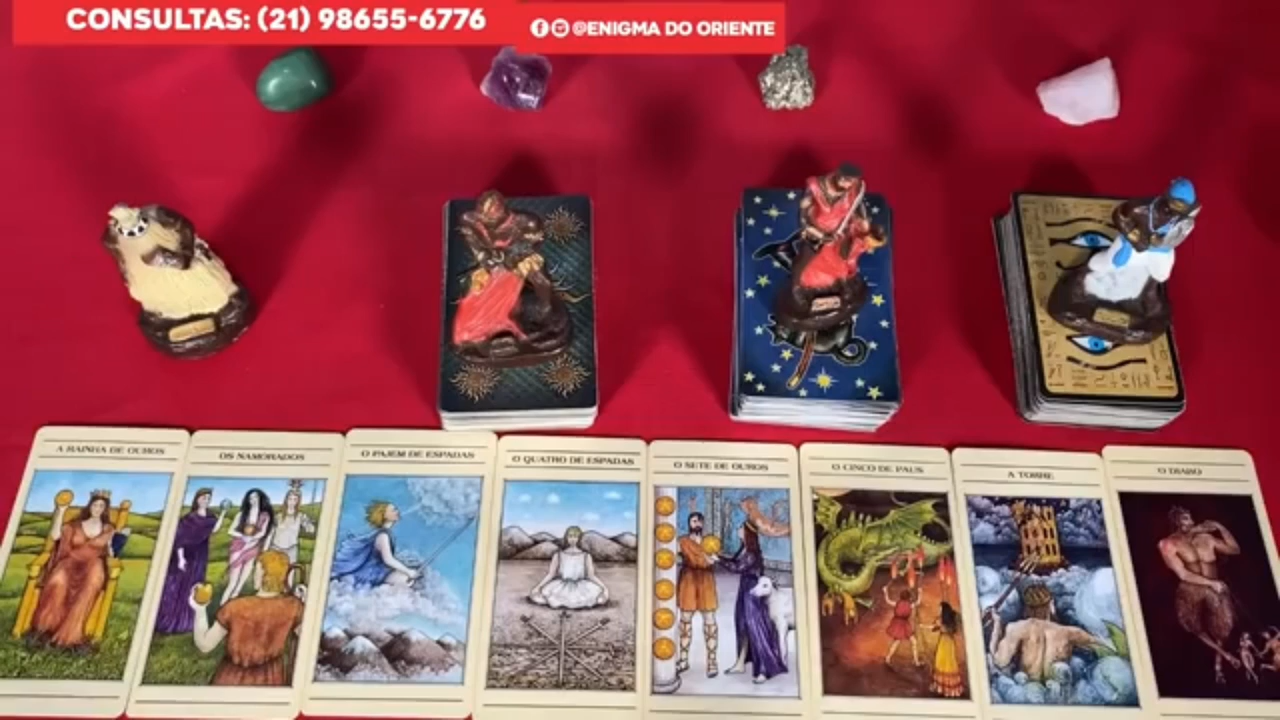 CONSULTAS: (21) 98655-6776
@ENIGMA DO ORIENTE
A RAINHA DE OUROS
OS NAMORADOS
O PAJEM DE ESPADAS
O QUATRO DE ESPADAS
O SETE DE OUROS
O CINCO DE PAUS
A TORRE
O DIABO